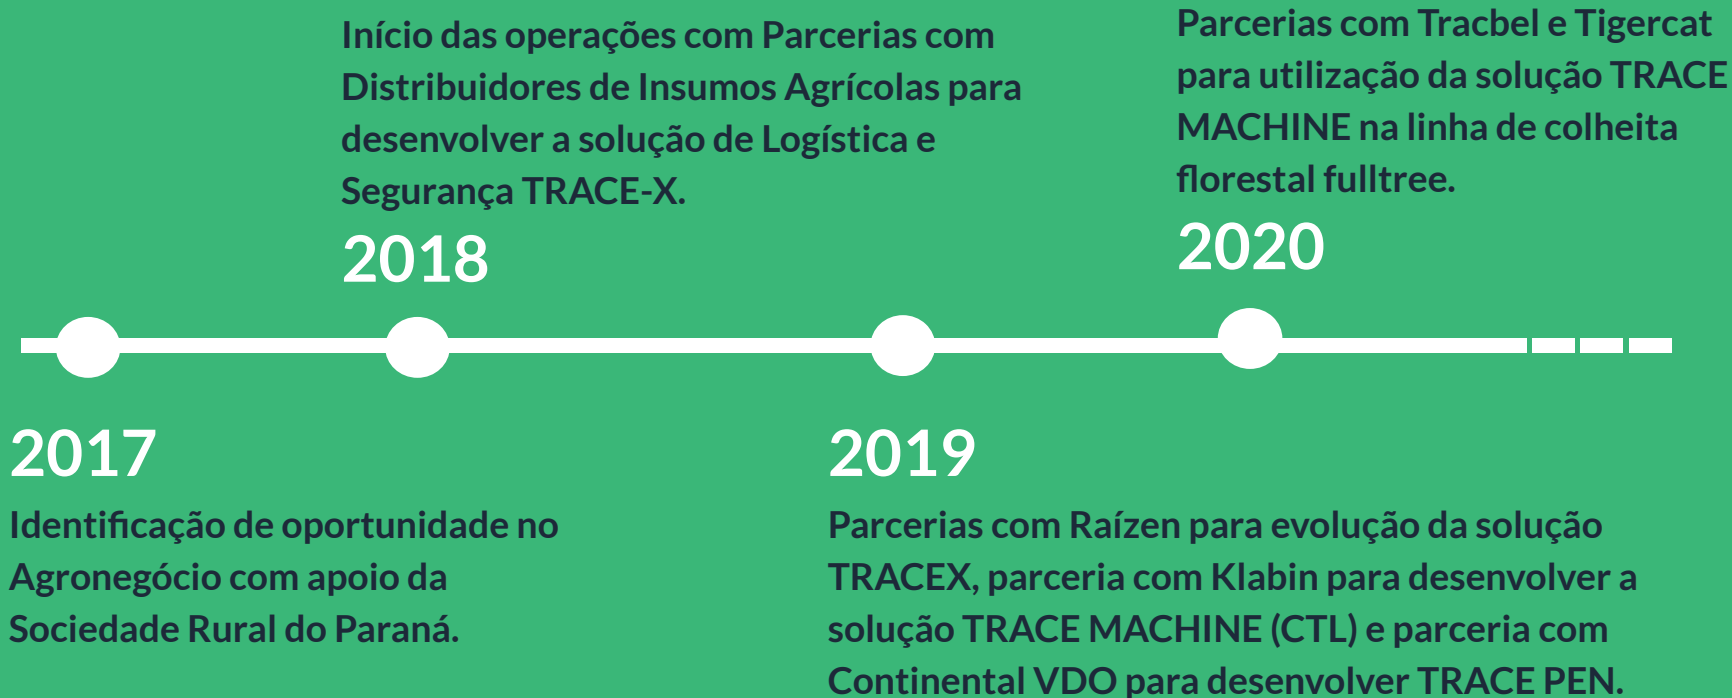 Início das operações com Parcerias com
Distribuidores de Insumos Agrícolas para
desenvolver a solução de Logística e
Segurança TRACE-X.
2018
Parcerias com Tracbel e Tigercat
para utilização da solução TRACE
MACHINE na linha de colheita
florestal fulltree.
2020
2017
Identificação de oportunidade no
Agronegócio com apoio da
Sociedade Rural do Paraná.
2019
Parcerias com Raízen para evolução da solução
TRACEX, parceria com Klabin para desenvolver a
solução TRACE MACHINE (CTL) e parceria com
Continental VDO para desenvolver TRACE PEN.